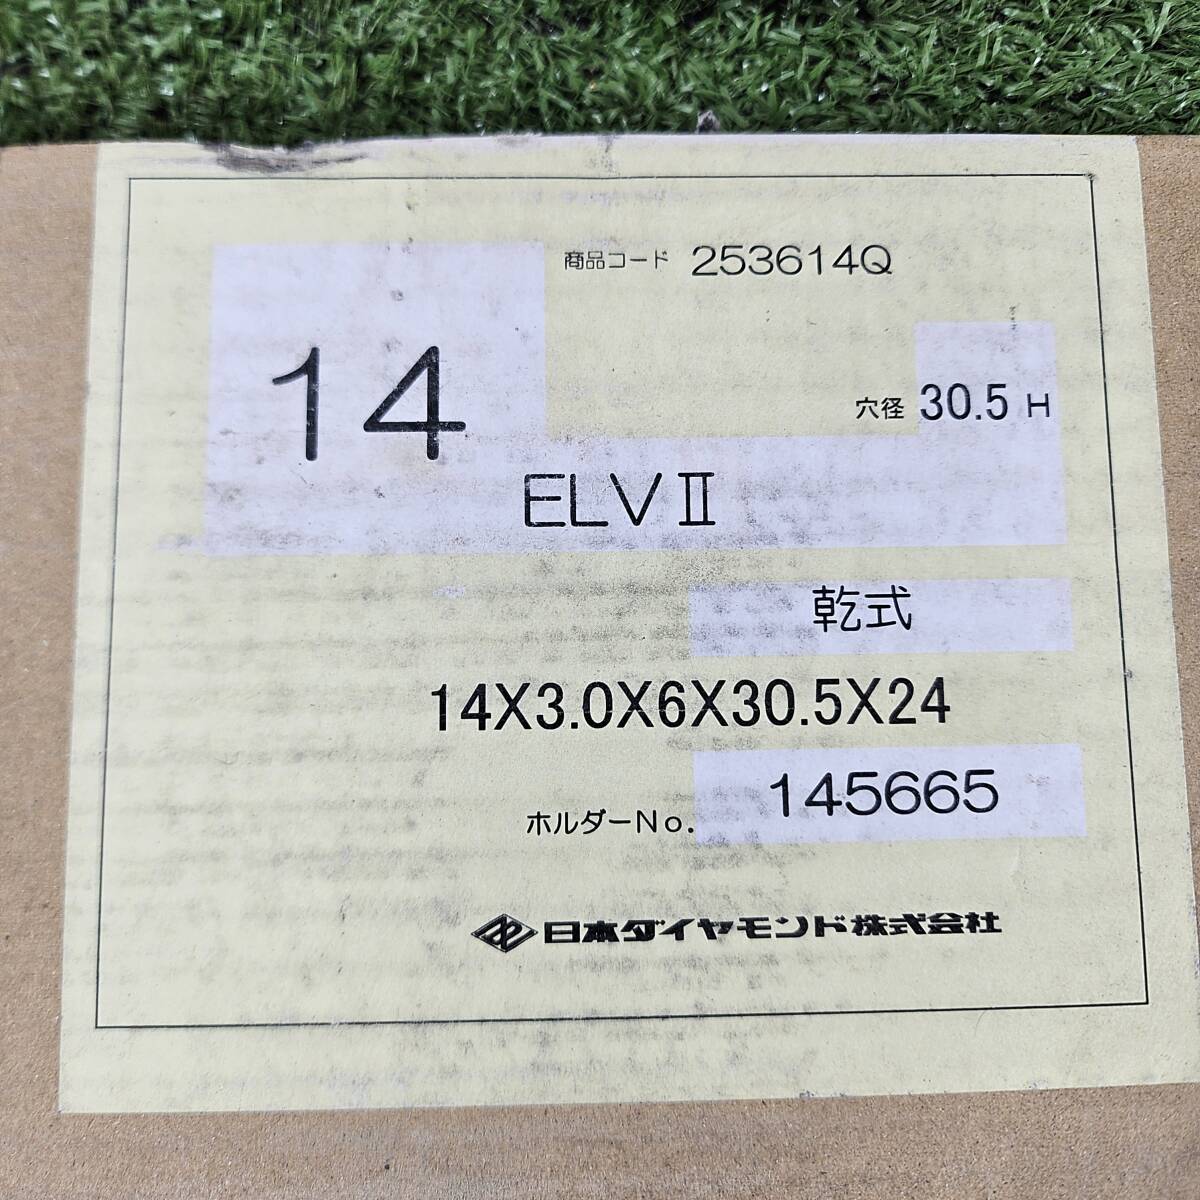 商品コード 253614Q
14
穴径 30.5 H
ELVⅡ
乾式
14X3.0X6X30.5X24
ホルダーNo. 145665
日本ダイヤモンド株式会社